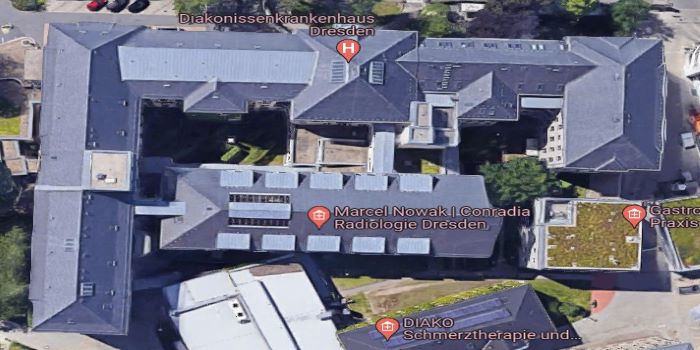 Diakonissenkrankenhaus
Dresden
H
Marcel Nowak | Conradia
Radiologie Dresden
Gastro
Praxis
DIAKO
Schmerztherapie und...